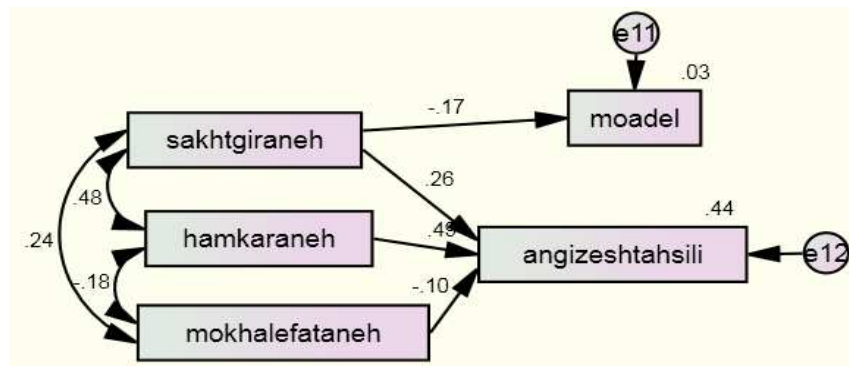 e11
.03
-.17
moadel
sakhtgiraneh
.26
.48
.44
.49
hamkaraneh
.24
angizeshtahsili
e12
-.18
-.10
mokhalefataneh